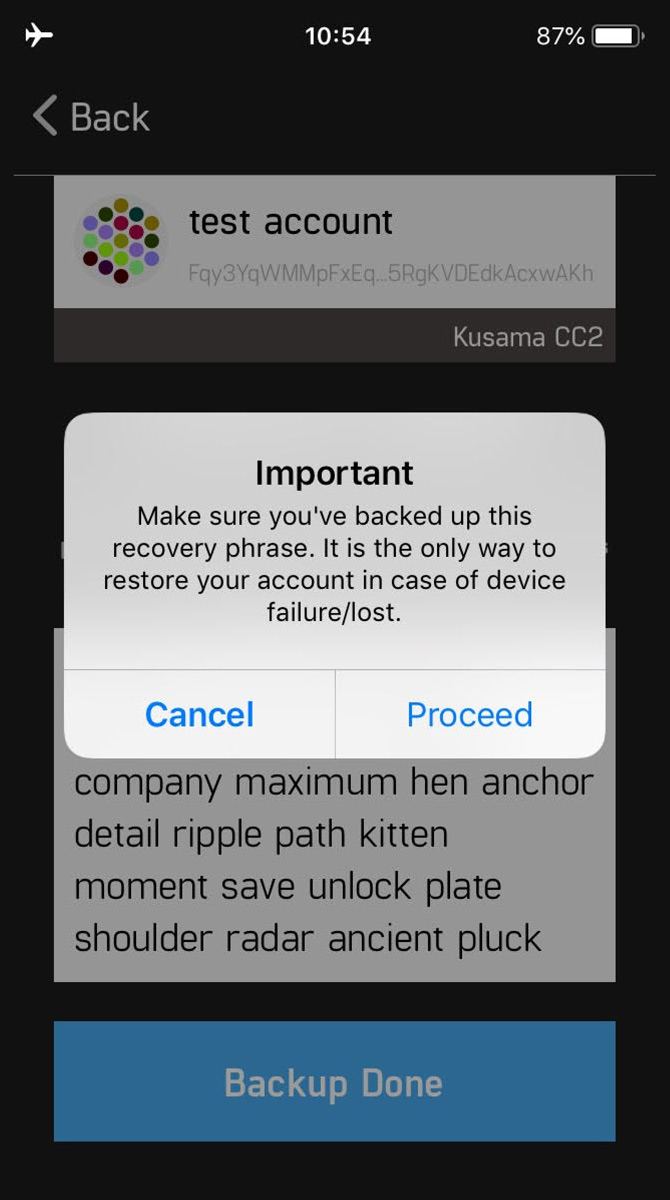 10:54
87%
Back
test account
Fqy3YqWMMpFxEq...5RgKVDEdkAcxwAKh
Kusama CC2
Important
Make sure you've backed up this
recovery phrase. It is the only way to
restore your account in case of device
failure/lost.
Cancel
Proceed
company maximum hen anchor
detail ripple path kitten
moment save unlock plate
shoulder radar ancient pluck
Backup Done